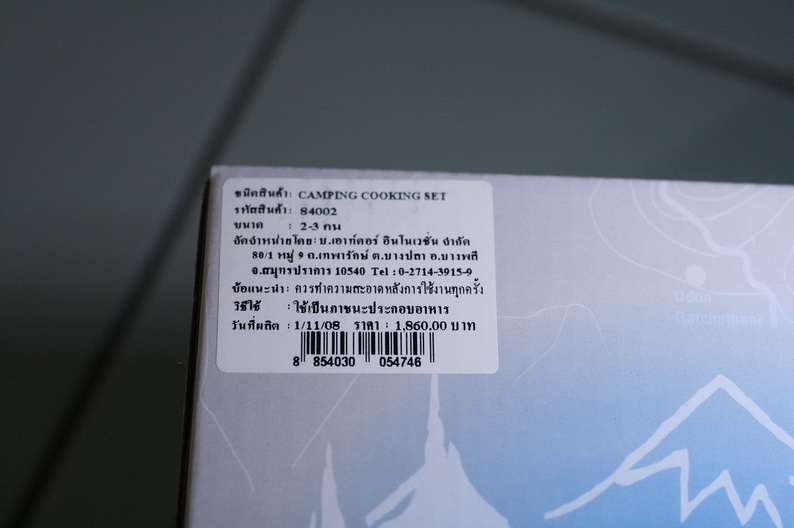 ชนิดสินค้า: CAMPING COOKING SET
รหัสสินค้า: 84002
ขนาด : 2-3 คน
จัดจำหน่ายโดย: บ.เอาท์ดอร์ อินโนเวชั่น จำกัด
80/1 หมู่ 9 ถ.เทพารักษ์ ต.บางปลา อ.บางพลี
จ.สมุทรปราการ 10540 Tel : 0-2714-3915-9
ข้อแนะนำ: ควรทำความสะอาดหลังการใช้งานทุกครั้ง
วิธีใช้ : ใช้เป็นภาชนะประกอบอาหาร
วันที่ผลิต : 1/11/08 ราคา : 1,860.00 บาท
8 854030 054746
Udon
Ratchathani